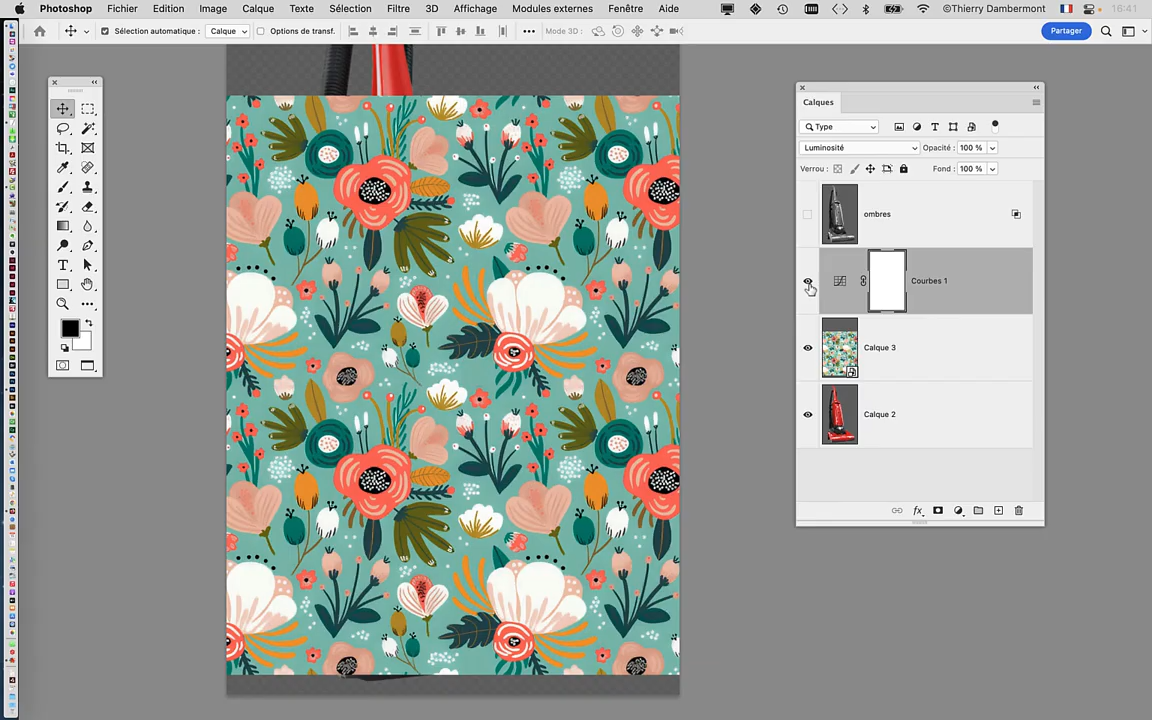 Photoshop Fichier Edition Image Calque Texte Sélection Filtre 3D Affichage Modules externes Fenêtre Aide ©Thierry Dambermont 16:41
Sélection automatique : Calque Options de transf. Mode 3D : Partager
Calques
Type
Luminosité Opacité : 100 %
Verrou : Fond : 100 %
ombres
Courbes 1
Calque 3
Calque 2